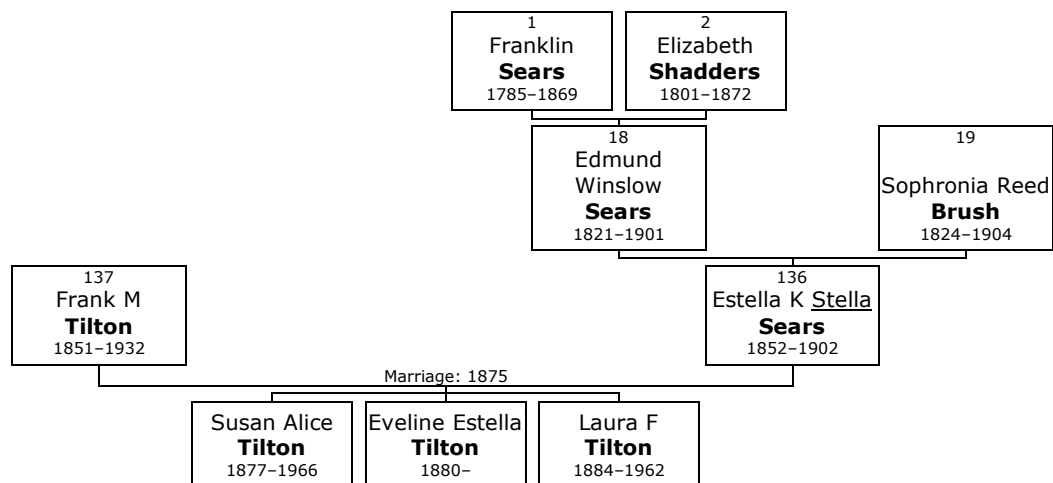 1
Franklin
Sears
1785–1869
2
Elizabeth
Shadders
1801–1872
18
Edmund
Winslow
Sears
1821–1901
19
Sophronia Reed
Brush
1824–1904
137
Frank M
Tilton
1851–1932
136
Estella K Stella
Sears
1852–1902
Marriage: 1875
Susan Alice
Tilton
1877–1966
Eveline Estella
Tilton
1880–
Laura F
Tilton
1884–1962